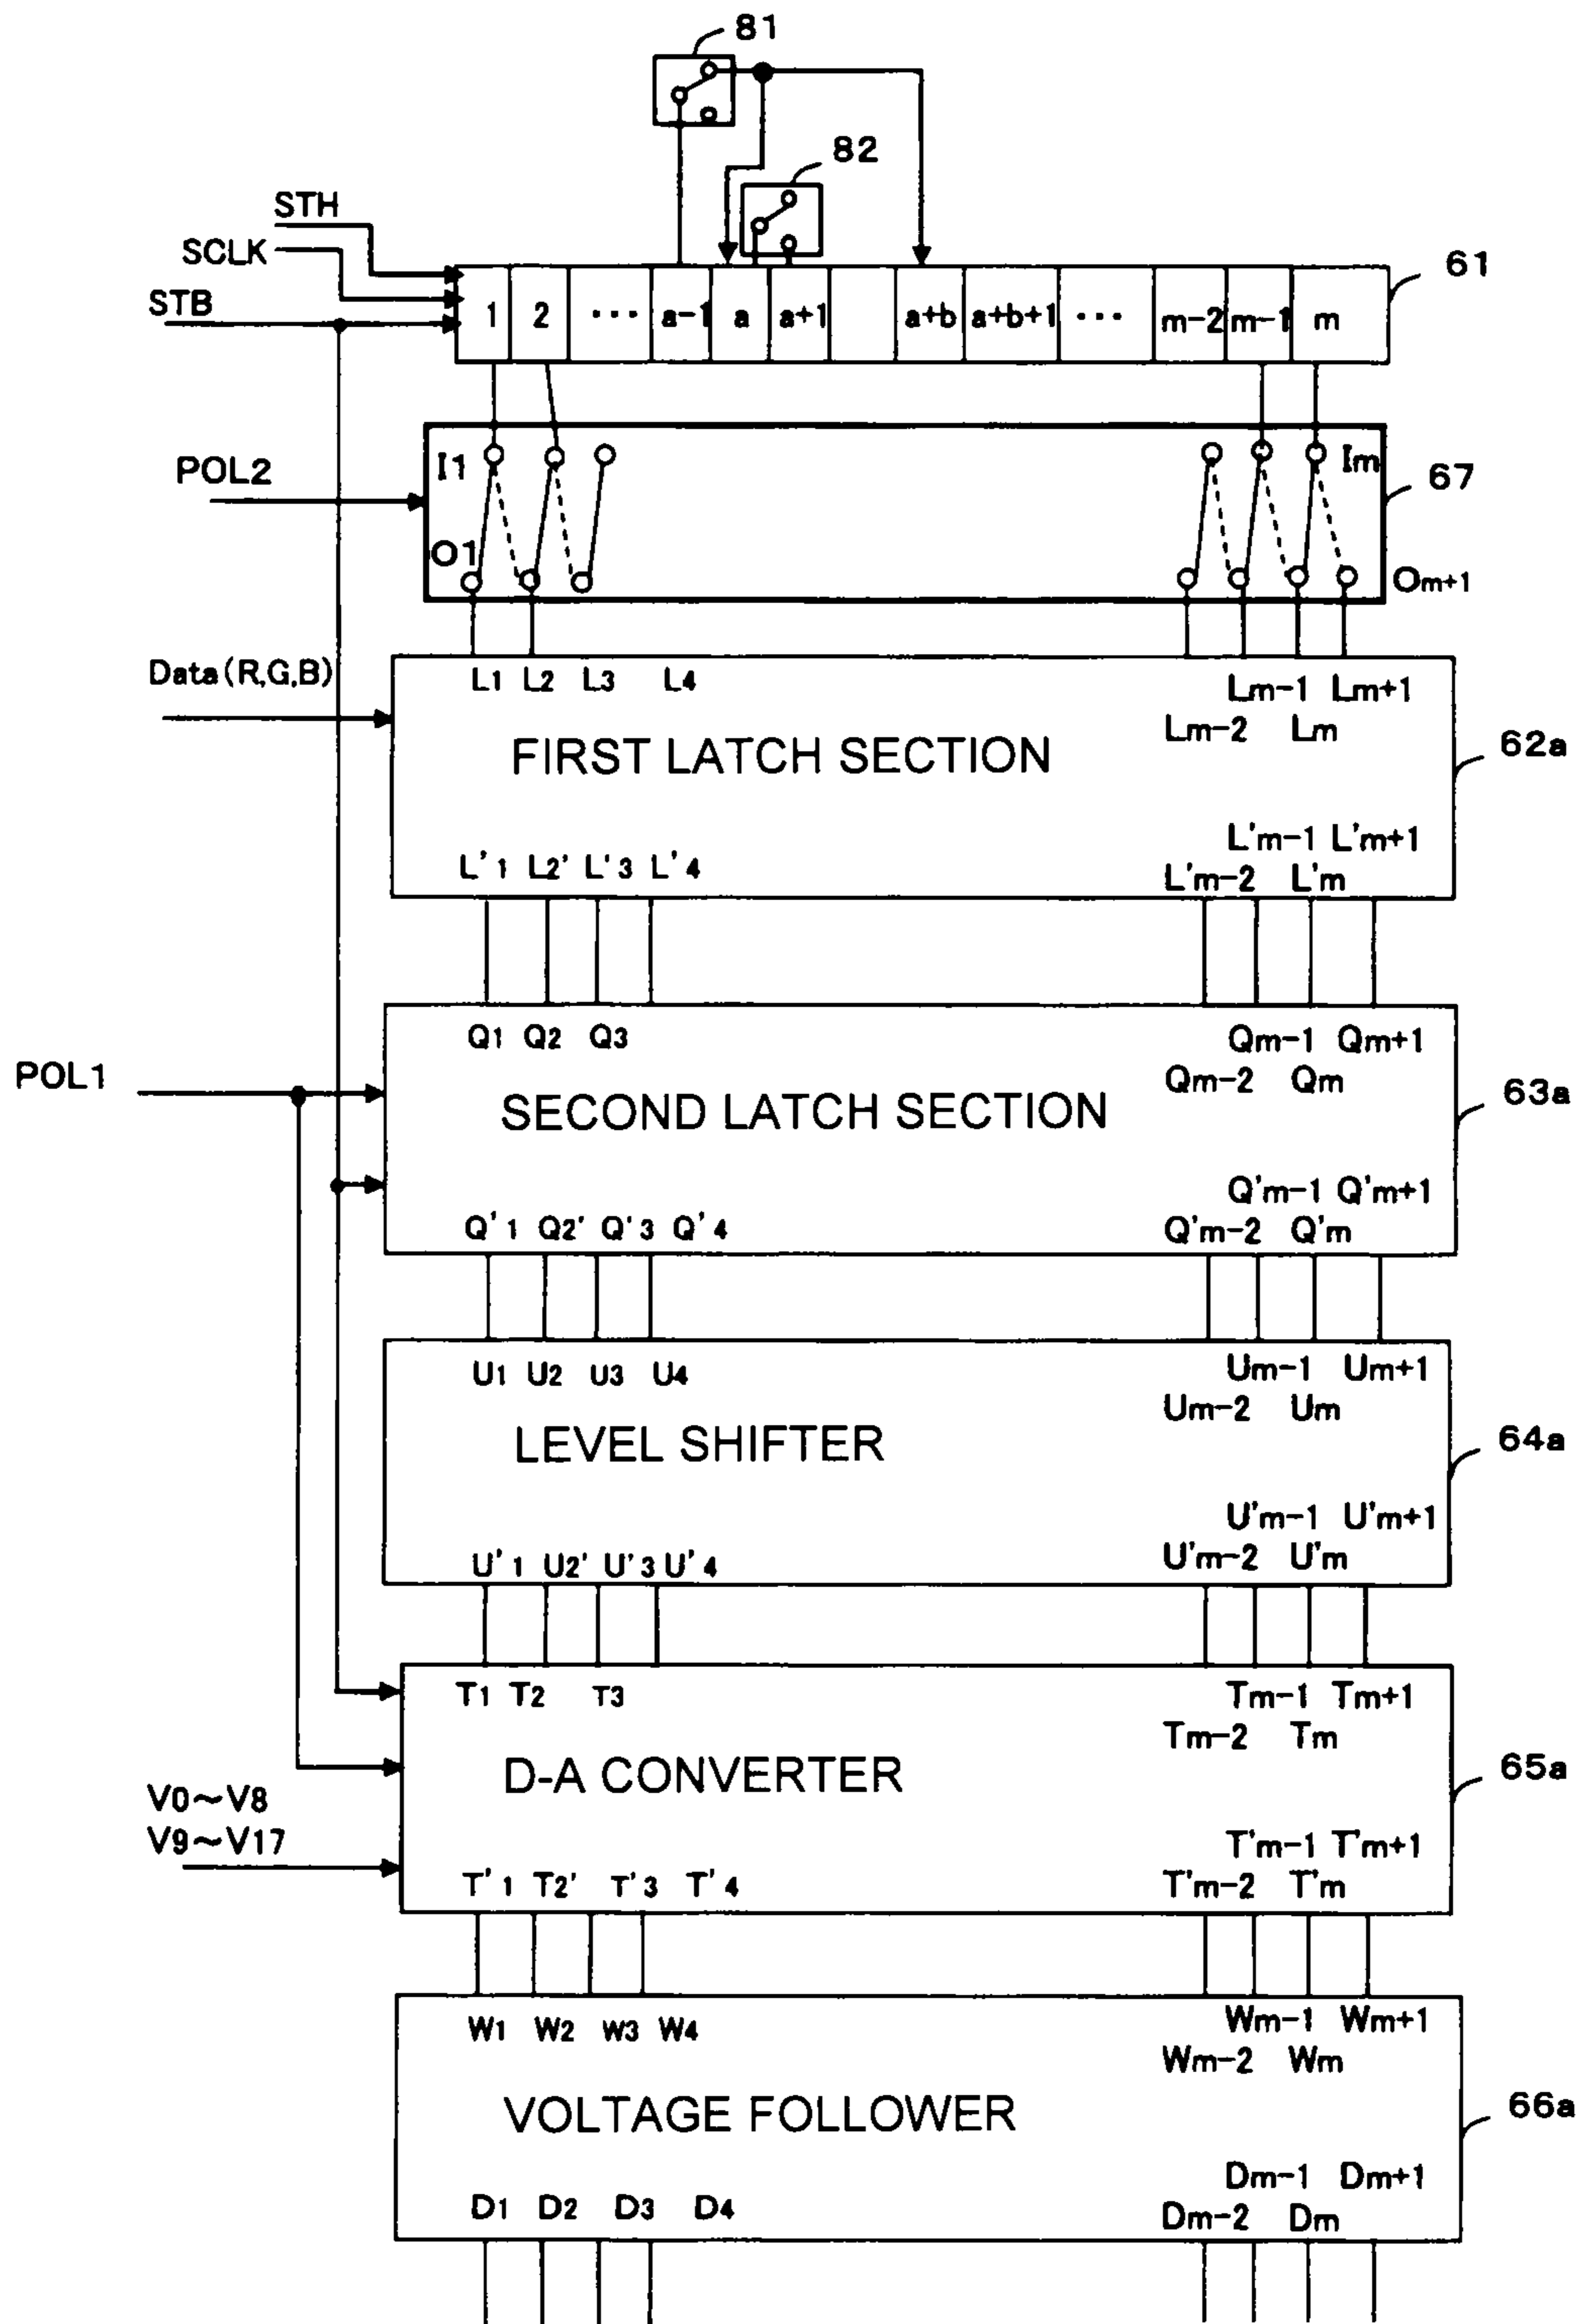 81
82
STH
SCLK
STB
61
1 2 ... a-1 a a+1 a+b a+b+1 ... m-2 m-1 m
POL2
I1 Im
67
O1 Om+1
Data(R,G,B)
L1 L2 L3 L4 Lm-1 Lm+1
Lm-2 Lm
FIRST LATCH SECTION
62a
L'm-1 L'm+1
L'1 L2' L'3 L'4 L'm-2 L'm
POL1
Q1 Q2 Q3 Qm-1 Qm+1
Qm-2 Qm
SECOND LATCH SECTION
63a
Q'm-1 Q'm+1
Q'1 Q2' Q'3 Q'4 Q'm-2 Q'm
U1 U2 U3 U4 Um-1 Um+1
Um-2 Um
LEVEL SHIFTER
64a
U'm-1 U'm+1
U'1 U2' U'3 U'4 U'm-2 U'm
T1 T2 T3 Tm-1 Tm+1
Tm-2 Tm
D-A CONVERTER
65a
V0~V8
V9~V17
T'm-1 T'm+1
T'1 T2' T'3 T'4 T'm-2 T'm
W1 W2 W3 W4 Wm-1 Wm+1
Wm-2 Wm
VOLTAGE FOLLOWER
66a
Dm-1 Dm+1
D1 D2 D3 D4 Dm-2 Dm